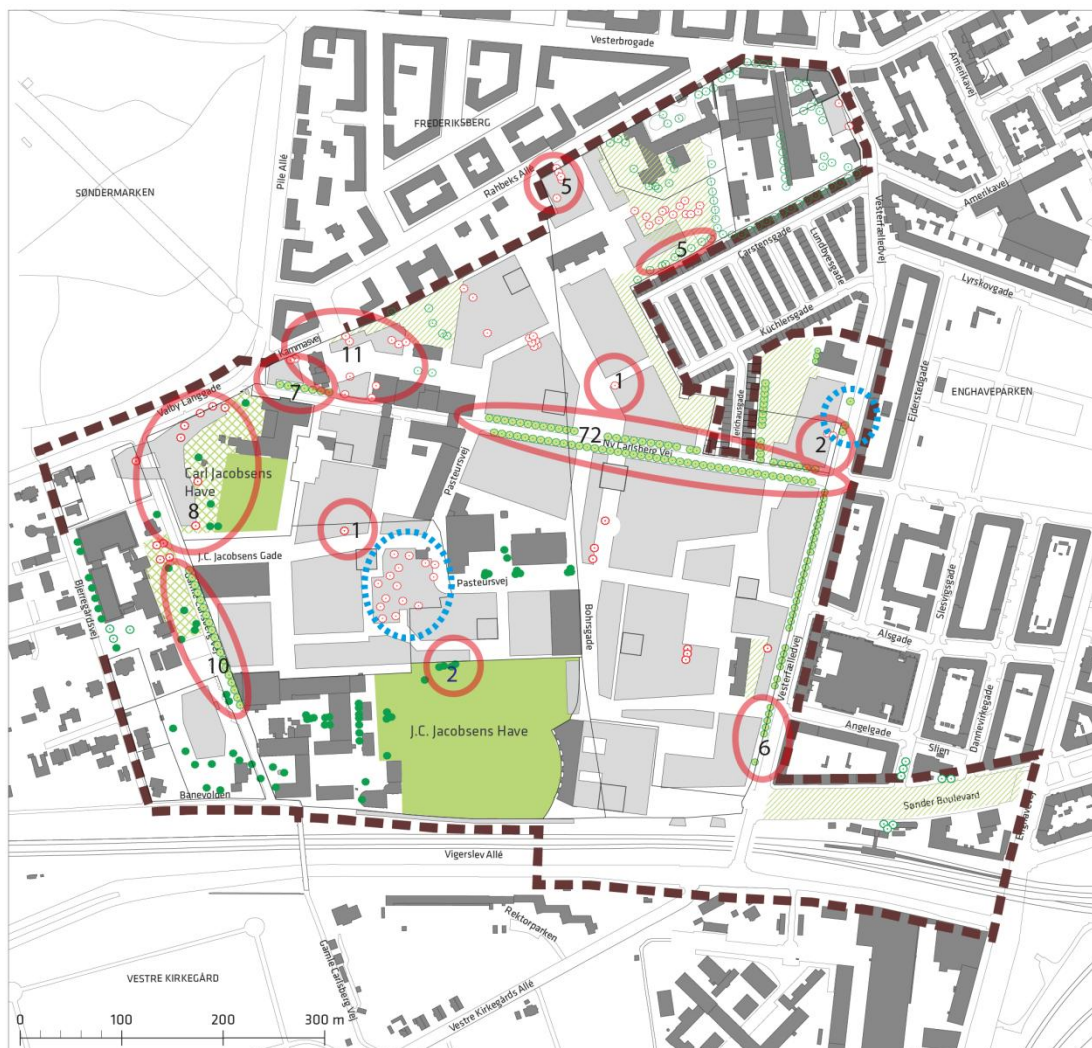 Vesterbrogade
Amerikavej
FREDERIKSBERG
SØNDERMARKEN
Pile Allé
Rahbeks Allé
5
Amerikavej
Vesterfælledvej
5
Carstensgade
Lundbyesgade
Lyrskovgade
Küchlersgade
Kammasvej
11
1
ENGHAVEPARKEN
Ejderstedgade
7
Valby Langgade
72
Ny Carlsberg Vej
2
Carl Jacobsens
Have
Pasteursvej
8
1
J.C. Jacobsens Gade
Pasteursvej
Slesvigsgade
Bjerregårdsvej
Bohrsgade
Alsgade
10
2
Vesterfælledvej
Dannevirkegade
J.C. Jacobsens Have
6
Angelgade
Slien
Banevolden
Sønder Boulevard
Enghavevej
Vigerslev Allé
Rektorparken
Gamle Carlsberg Vej
VESTRE KIRKEGÅRD
Vestre Kirkegårds Allé
0 100 200 300 m